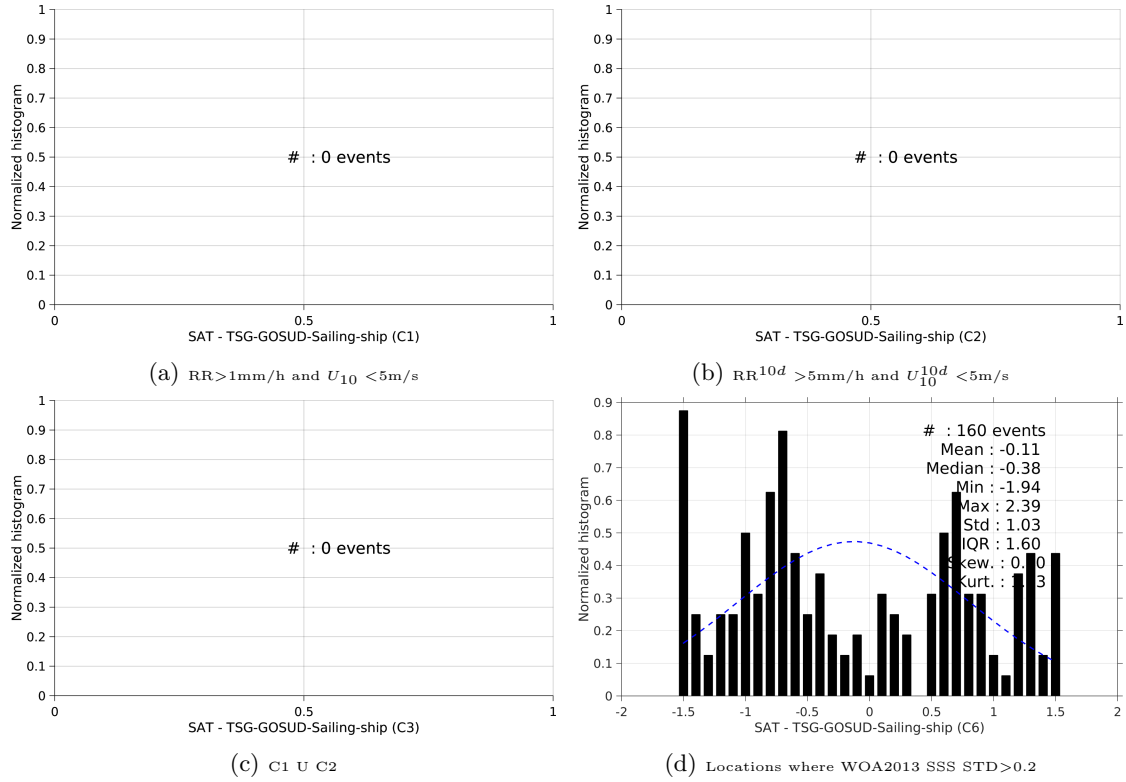 1
0.9
0.8
0.7
0.6
0.5
0.4
0.3
0.2
0.1
0
Normalized histogram
# : 0 events
0 0.5 1
SAT - TSG-GOSUD-Sailing-ship (C1)
(a) RR>1mm/h and U10 <5m/s
1
0.9
0.8
0.7
0.6
0.5
0.4
0.3
0.2
0.1
0
Normalized histogram
# : 0 events
0 0.5 1
SAT - TSG-GOSUD-Sailing-ship (C2)
(b) RR10d >5mm/h and U10d10 <5m/s
1
0.9
0.8
0.7
0.6
0.5
0.4
0.3
0.2
0.1
0
Normalized histogram
# : 0 events
0 0.5 1
SAT - TSG-GOSUD-Sailing-ship (C3)
(c) C1 U C2
0.9
0.8
0.7
0.6
0.5
0.4
0.3
0.2
0.1
0
Normalized histogram
# : 160 events
Mean : -0.11
Median : -0.38
Min : -1.94
Max : 2.39
Std : 1.03
IQR : 1.60
Skew. :
Kurt. :
-2 -1.5 -1 -0.5 0 0.5 1 1.5 2
SAT - TSG-GOSUD-Sailing-ship (C6)
(d) Locations where WOA2013 SSS STD>0.2